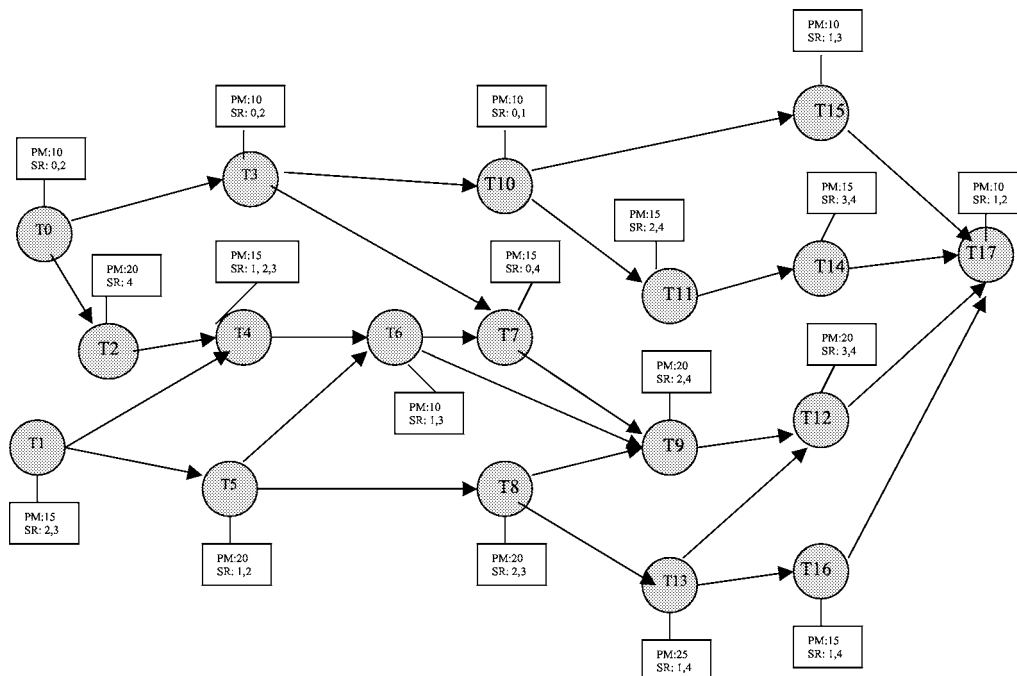 PM:10
SR: 1,3
T15
PM:10
SR: 0,2
T3
PM:10
SR: 0,1
T10
PM:10
SR: 0,2
T0
PM:15
SR: 3,4
T14
PM:10
SR: 1,2
T17
PM:15
SR: 2,4
T11
PM:20
SR: 4
T2
PM:15
SR: 1, 2,3
T4
T6
PM:10
SR: 1,3
PM:15
SR: 0,4
T7
PM:20
SR: 2,4
T9
PM:20
SR: 3,4
T12
T1
PM:15
SR: 2,3
T5
PM:20
SR: 1,2
T8
PM:20
SR: 2,3
T13
PM:25
SR: 1,4
T16
PM:15
SR: 1,4